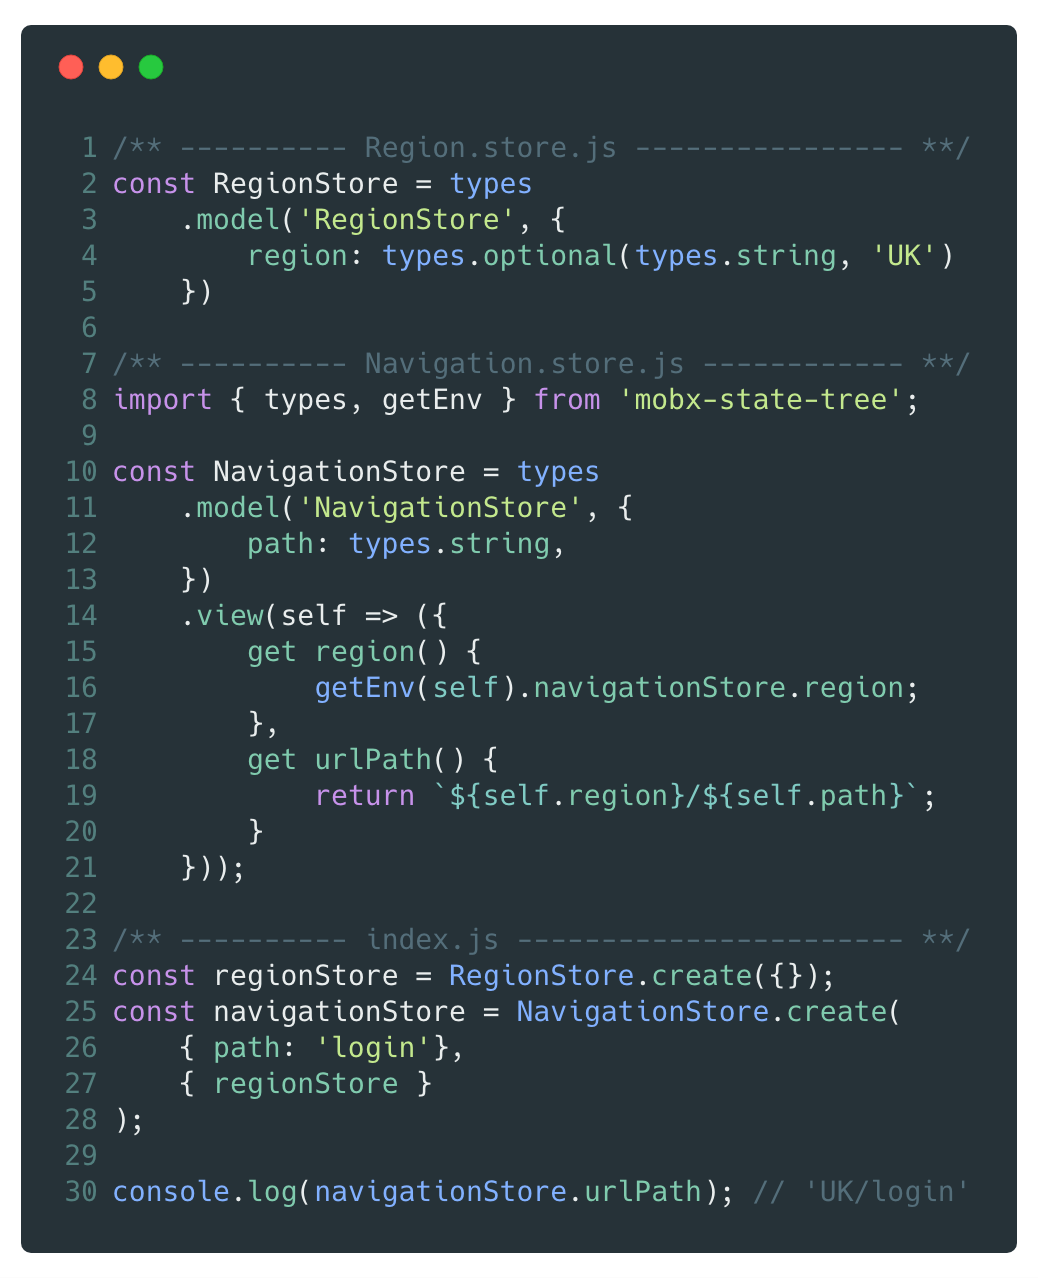 1 /** ---------- Region.store.js ---------------- **/
2 const RegionStore = types
3     .model('RegionStore', {
4         region: types.optional(types.string, 'UK')
5     })
6
7 /** ---------- Navigation.store.js ------------ **/
8 import { types, getEnv } from 'mobx-state-tree';
9
10 const NavigationStore = types
11     .model('NavigationStore', {
12         path: types.string,
13     })
14     .view(self => ({
15         get region() {
16             getEnv(self).navigationStore.region;
17         },
18         get urlPath() {
19             return `${self.region}/${self.path}`;
20         }
21     }));
22
23 /** ---------- index.js ----------------------- **/
24 const regionStore = RegionStore.create({});
25 const navigationStore = NavigationStore.create(
26     { path: 'login'},
27     { regionStore }
28 );
29
30 console.log(navigationStore.urlPath); // 'UK/login'